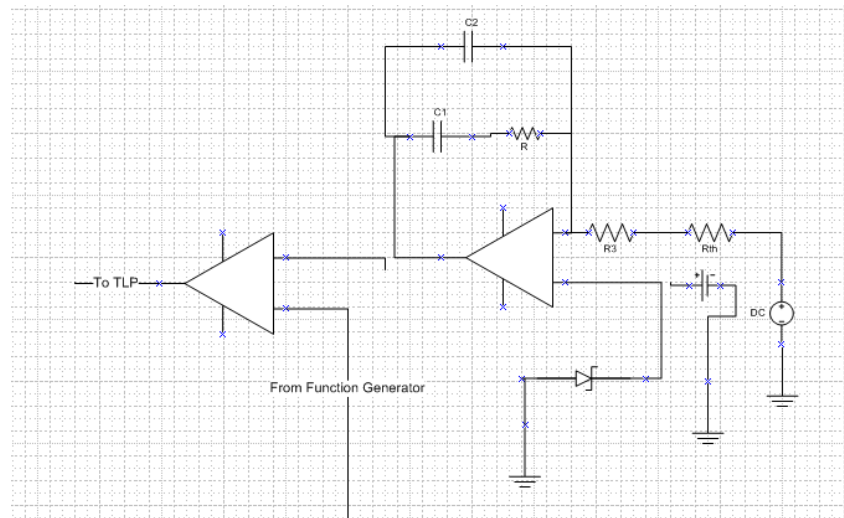 C2
C1
R
R3
Rth
+ -
To TLP
DC
+
-
From Function Generator